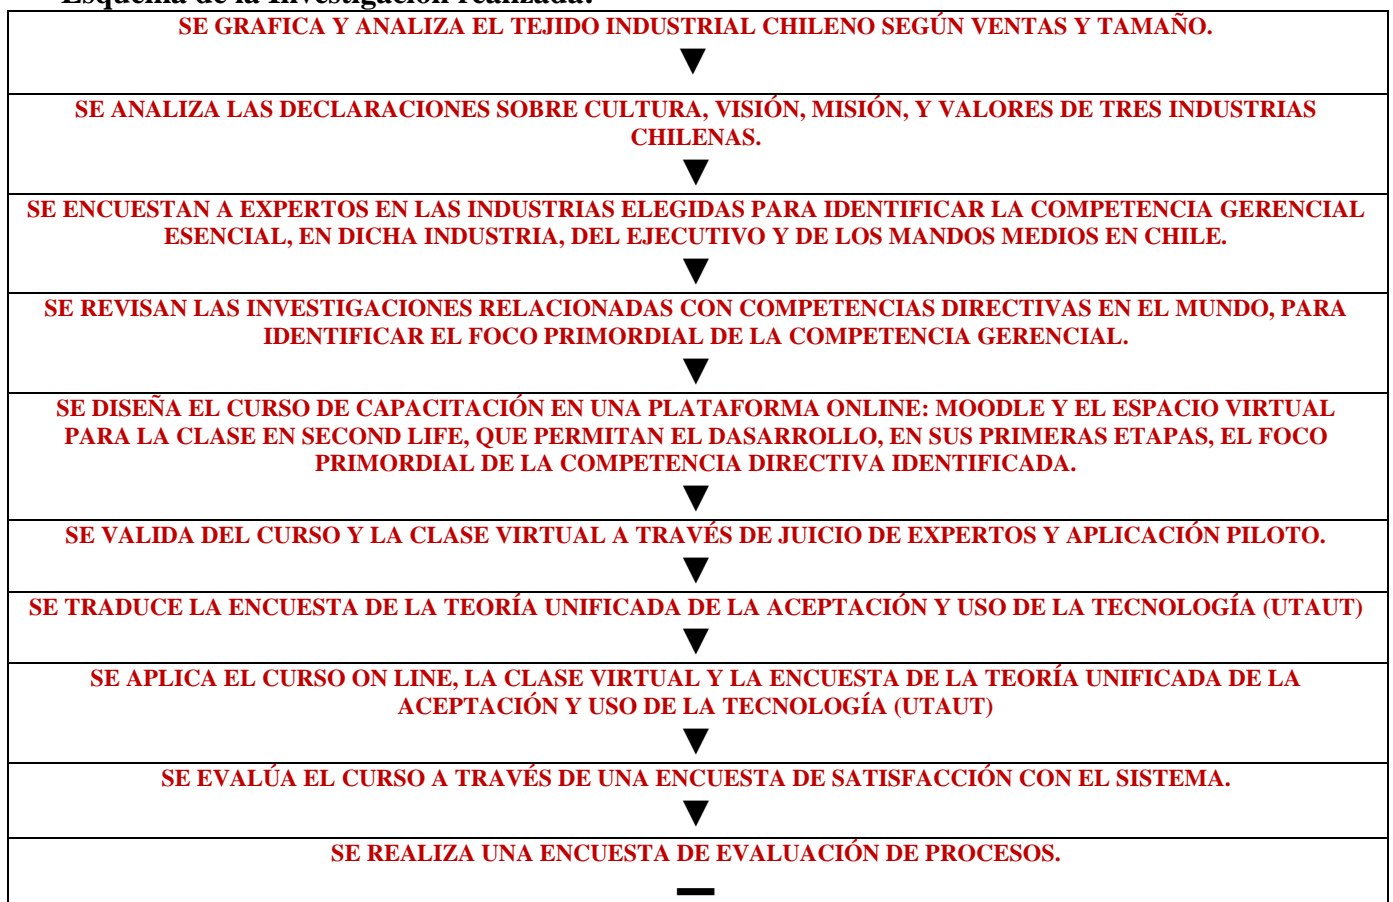 Esquema de la Investigación realizada:
SE GRAFICA Y ANALIZA EL TEJIDO INDUSTRIAL CHILENO SEGÚN VENTAS Y TAMAÑO.
SE ANALIZA LAS DECLARACIONES SOBRE CULTURA, VISIÓN, MISIÓN, Y VALORES DE TRES INDUSTRIAS
CHILENAS.
SE ENCUESTAN A EXPERTOS EN LAS INDUSTRIAS ELEGIDAS PARA IDENTIFICAR LA COMPETENCIA GERENCIAL
ESENCIAL, EN DICHA INDUSTRIA, DEL EJECUTIVO Y DE LOS MANDOS MEDIOS EN CHILE.
SE REVISAN LAS INVESTIGACIONES RELACIONADAS CON COMPETENCIAS DIRECTIVAS EN EL MUNDO, PARA
IDENTIFICAR EL FOCO PRIMORDIAL DE LA COMPETENCIA GERENCIAL.
SE DISEÑA EL CURSO DE CAPACITACIÓN EN UNA PLATAFORMA ONLINE: MOODLE Y EL ESPACIO VIRTUAL
PARA LA CLASE EN SECOND LIFE, QUE PERMITAN EL DASARROLLO, EN SUS PRIMERAS ETAPAS, EL FOCO
PRIMORDIAL DE LA COMPETENCIA DIRECTIVA IDENTIFICADA.
SE VALIDA DEL CURSO Y LA CLASE VIRTUAL A TRAVÉS DE JUICIO DE EXPERTOS Y APLICACIÓN PILOTO.
SE TRADUCE LA ENCUESTA DE LA TEORÍA UNIFICADA DE LA ACEPTACIÓN Y USO DE LA TECNOLOGÍA (UTAUT)
SE APLICA EL CURSO ON LINE, LA CLASE VIRTUAL Y LA ENCUESTA DE LA TEORÍA UNIFICADA DE LA
ACEPTACIÓN Y USO DE LA TECNOLOGÍA (UTAUT)
SE EVALÚA EL CURSO A TRAVÉS DE UNA ENCUESTA DE SATISFACCIÓN CON EL SISTEMA.
SE REALIZA UNA ENCUESTA DE EVALUACIÓN DE PROCESOS.